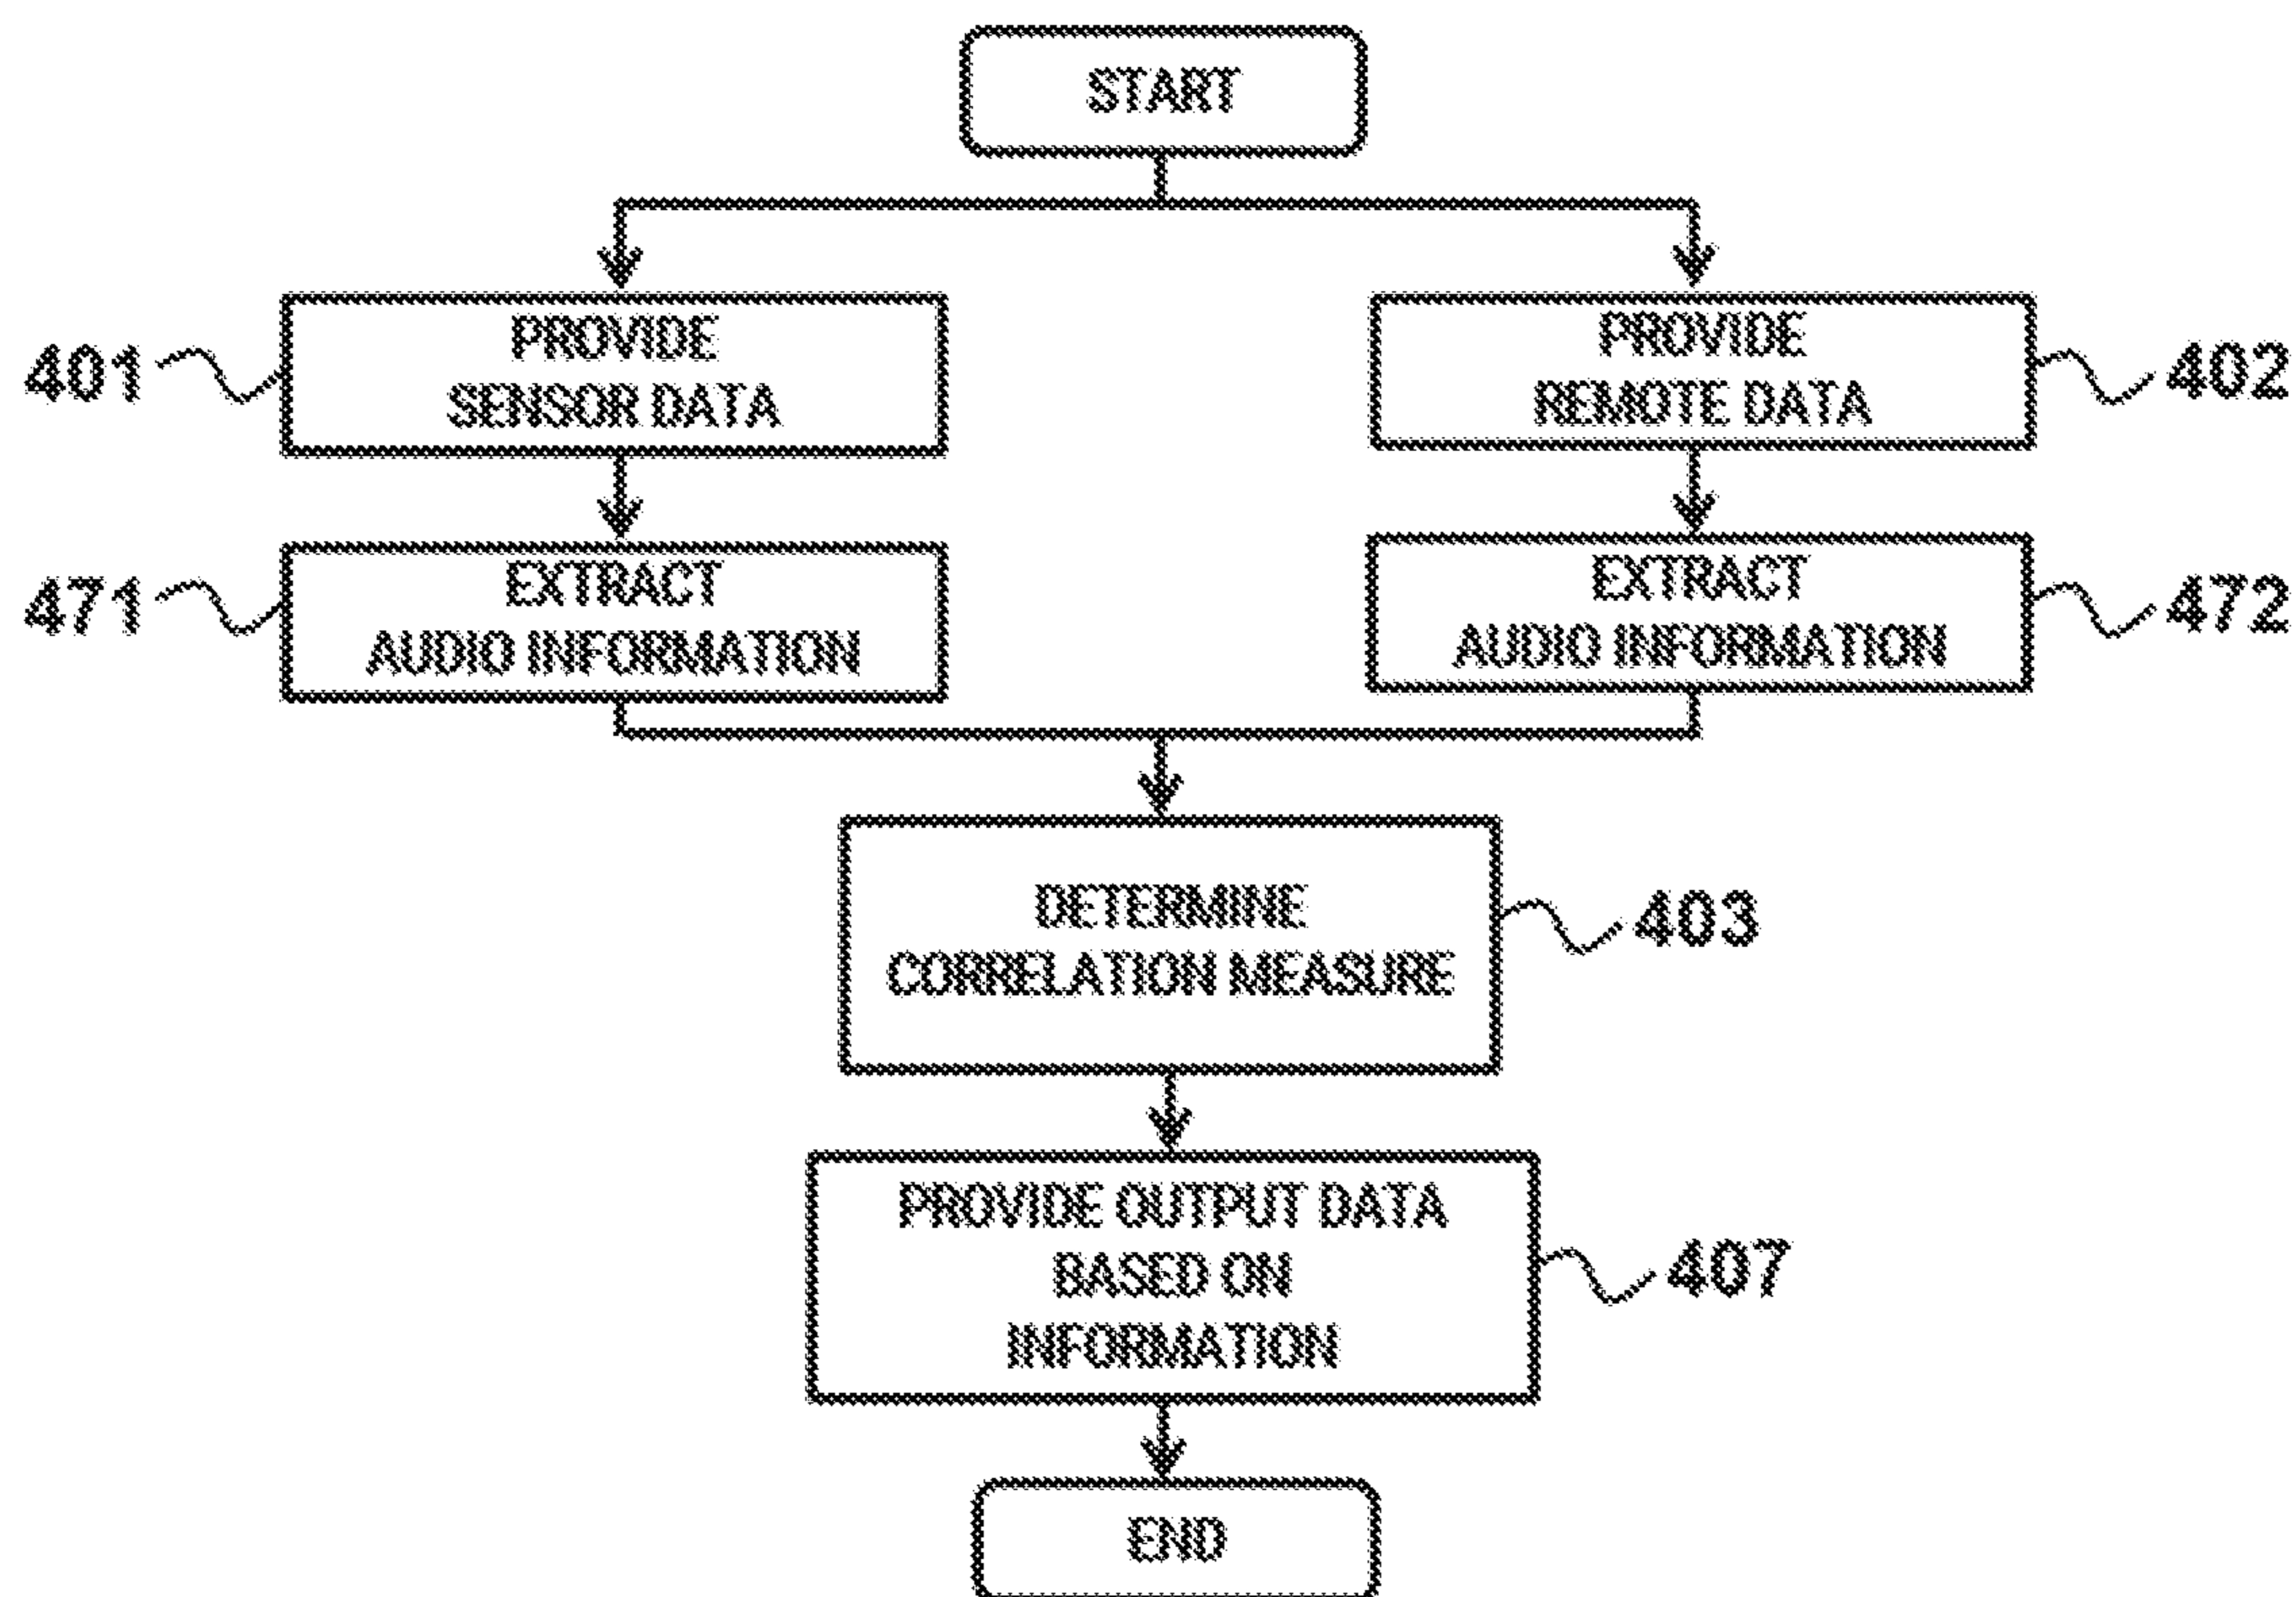 START
401
PROVIDE
SENSOR DATA
PROVIDE
REMOTE DATA
402
471
EXTRACT
AUDIO INFORMATION
EXTRACT
AUDIO INFORMATION
472
DETERMINE
CORRELATION MEASURE
403
PROVIDE OUTPUT DATA
BASED ON
INFORMATION
407
END